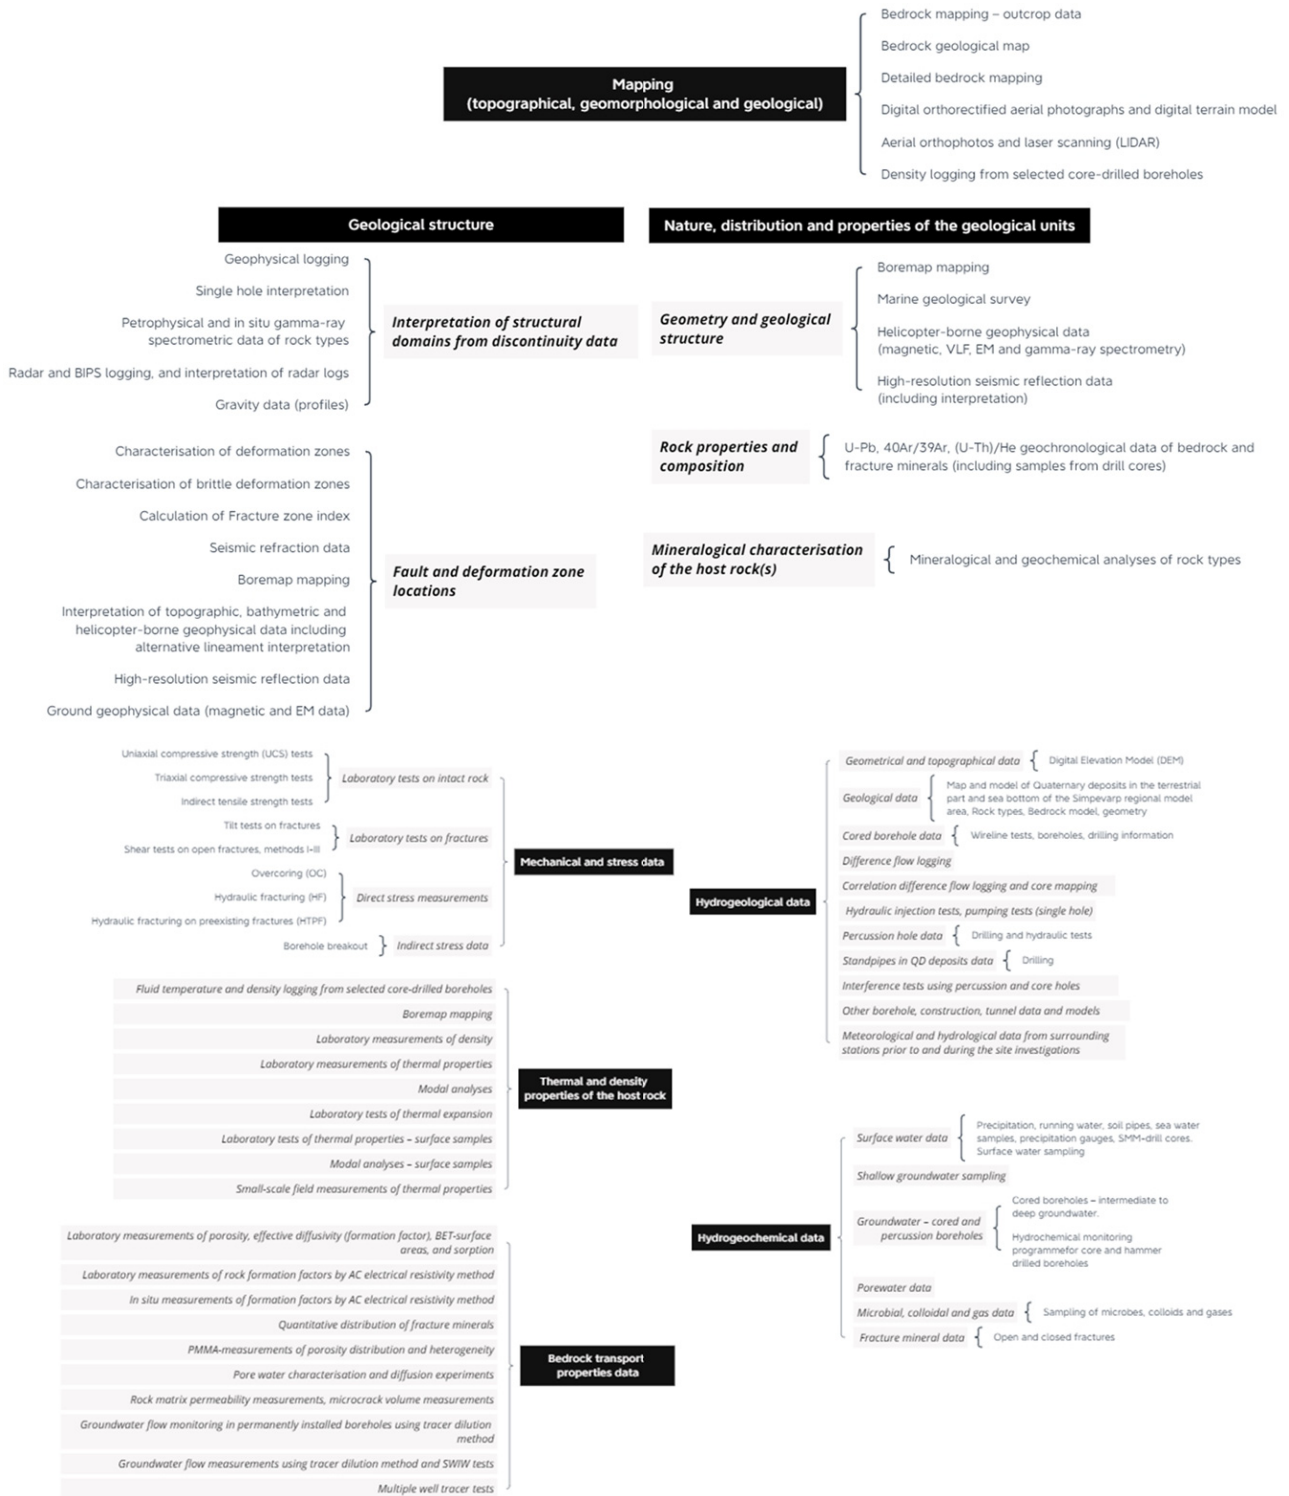 Mapping
(topographical, geomorphological and geological)
Bedrock mapping – outcrop data
Bedrock geological map
Detailed bedrock mapping
Digital orthorectified aerial photographs and digital terrain model
Aerial orthophotos and laser scanning (LIDAR)
Density logging from selected core-drilled boreholes
Geological structure
Geophysical logging
Single hole interpretation
Petrophysical and in situ gamma-ray
spectrometric data of rock types
Radar and BIPS logging, and interpretation of radar logs
Gravity data (profiles)
Interpretation of structural
domains from discontinuity data
Characterisation of deformation zones
Characterisation of brittle deformation zones
Calculation of Fracture zone index
Seismic refraction data
Boremap mapping
Interpretation of topographic, bathymetric and
helicopter-borne geophysical data including
alternative lineament interpretation
High-resolution seismic reflection data
Ground geophysical data (magnetic and EM data)
Fault and deformation zone
locations
Nature, distribution and properties of the geological units
Geometry and geological
structure
Boremap mapping
Marine geological survey
Helicopter-borne geophysical data
(magnetic, VLF, EM and gamma-ray spectrometry)
High-resolution seismic reflection data
(including interpretation)
Rock properties and
composition
U-Pb, 40Ar/39Ar, (U-Th)/He geochronological data of bedrock and
fracture minerals (including samples from drill cores)
Mineralogical characterisation
of the host rock(s)
Mineralogical and geochemical analyses of rock types
Uniaxial compressive strength (UCS) tests
Triaxial compressive strength tests
Indirect tensile strength tests
Laboratory tests on intact rock
Tilt tests on fractures
Shear tests on open fractures, methods I-III
Laboratory tests on fractures
Overcoring (OC)
Hydraulic fracturing (HF)
Hydraulic fracturing on preexisting fractures (HTPF)
Direct stress measurements
Borehole breakout
Indirect stress data
Mechanical and stress data
Fluid temperature and density logging from selected core-drilled boreholes
Boremap mapping
Laboratory measurements of density
Laboratory measurements of thermal properties
Modal analyses
Laboratory tests of thermal expansion
Laboratory tests of thermal properties – surface samples
Modal analyses – surface samples
Small-scale field measurements of thermal properties
Thermal and density
properties of the host rock
Laboratory measurements of porosity, effective diffusivity (formation factor), BET-surface
areas, and sorption
Laboratory measurements of rock formation factors by AC electrical resistivity method
In situ measurements of formation factors by AC electrical resistivity method
Quantitative distribution of fracture minerals
PMMA-measurements of porosity distribution and heterogeneity
Pore water characterisation and diffusion experiments
Rock matrix permeability measurements, microcrack volume measurements
Groundwater flow monitoring in permanently installed boreholes using tracer dilution
method
Groundwater flow measurements using tracer dilution method and SWIW tests
Multiple well tracer tests
Bedrock transport
properties data
Hydrogeological data
Geometrical and topographical data
Digital Elevation Model (DEM)
Geological data
Map and model of Quaternary deposits in the terrestrial
part and sea bottom of the Simpevarp regional model
area, Rock types, Bedrock model, geometry
Cored borehole data
Wireline tests, boreholes, drilling information
Difference flow logging
Correlation difference flow logging and core mapping
Hydraulic injection tests, pumping tests (single hole)
Percussion hole data
Drilling and hydraulic tests
Standpipes in QD deposits data
Drilling
Interference tests using percussion and core holes
Other borehole, construction, tunnel data and models
Meteorological and hydrological data from surrounding
stations prior to and during the site investigations
Hydrogeochemical data
Surface water data
Precipitation, running water, soil pipes, sea water
samples, precipitation gauges, SMM-drill cores.
Surface water sampling
Shallow groundwater sampling
Groundwater – cored and
percussion boreholes
Cored boreholes – intermediate to
deep groundwater.
Hydrochemical monitoring
programmefor core and hammer
drilled boreholes
Porewater data
Microbial, colloidal and gas data
Sampling of microbes, colloids and gases
Fracture mineral data
Open and closed fractures